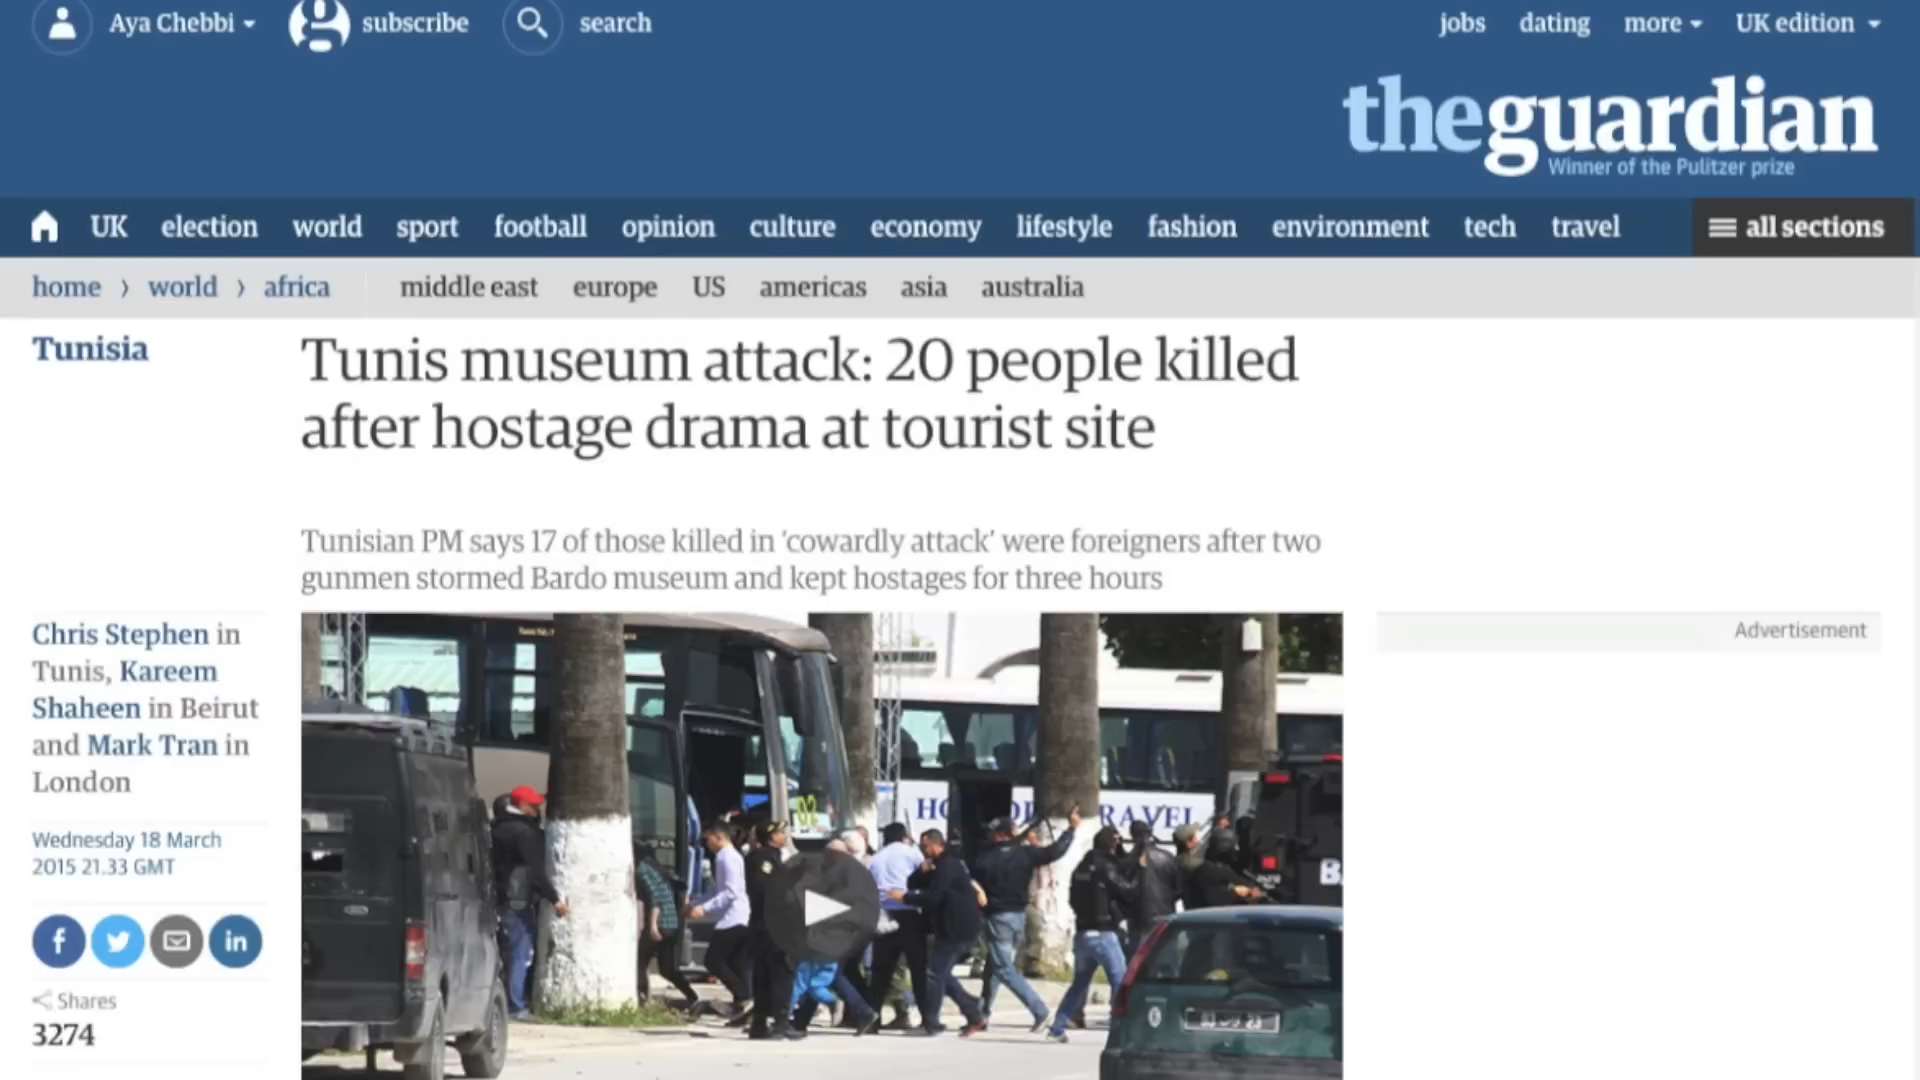 Aya Chebbi
subscribe
search
jobs
dating
more
UK edition
theguardian
Winner of the Pulitzer prize
UK election world sport football opinion culture economy lifestyle fashion environment tech travel
all sections
home › world › africa
middle east europe US americas asia australia
Tunisia
Tunis museum attack: 20 people killed
after hostage drama at tourist site
Tunisian PM says 17 of those killed in ‘cowardly attack’ were foreigners after two
gunmen stormed Bardo museum and kept hostages for three hours
Chris Stephen in
Tunis, Kareem
Shaheen in Beirut
and Mark Tran in
London
Wednesday 18 March
2015 21.33 GMT
f
in
Shares
3274
Advertisement
02